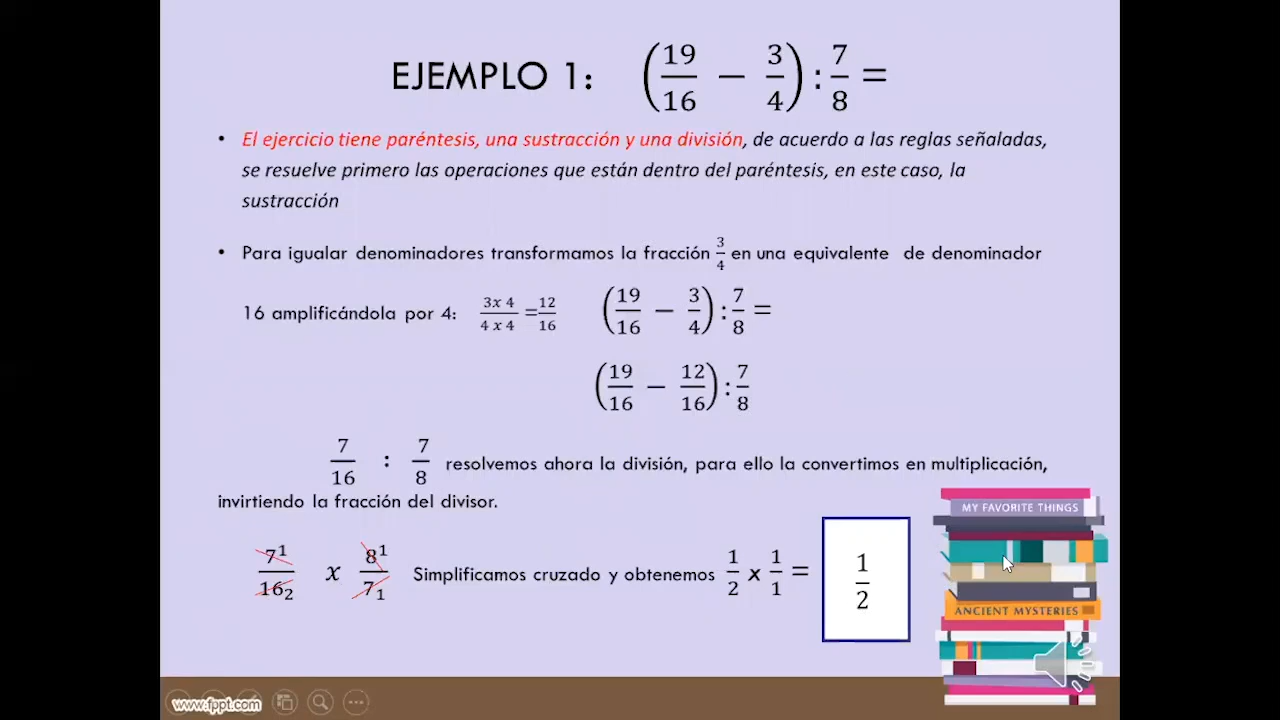 EJEMPLO 1: (19/16 − 3/4) : 7/8 =
• El ejercicio tiene paréntesis, una sustracción y una división, de acuerdo a las reglas señaladas,
se resuelve primero las operaciones que están dentro del paréntesis, en este caso, la
sustracción
• Para igualar denominadores transformamos la fracción 3/4 en una equivalente de denominador
16 amplificándola por 4: 3x 4/4 x 4 = 12/16 (19/16 − 3/4) : 7/8 =
(19/16 − 12/16) : 7/8
7/16 : 7/8 resolvemos ahora la división, para ello la convertimos en multiplicación,
invirtiendo la fracción del divisor.
7¹/16₂ x 8¹/7₁ Simplificamos cruzado y obtenemos 1/2 x 1/1 = 1/2
MY FAVORITE THINGS
ANCIENT MYSTERIES
www.fppt.com